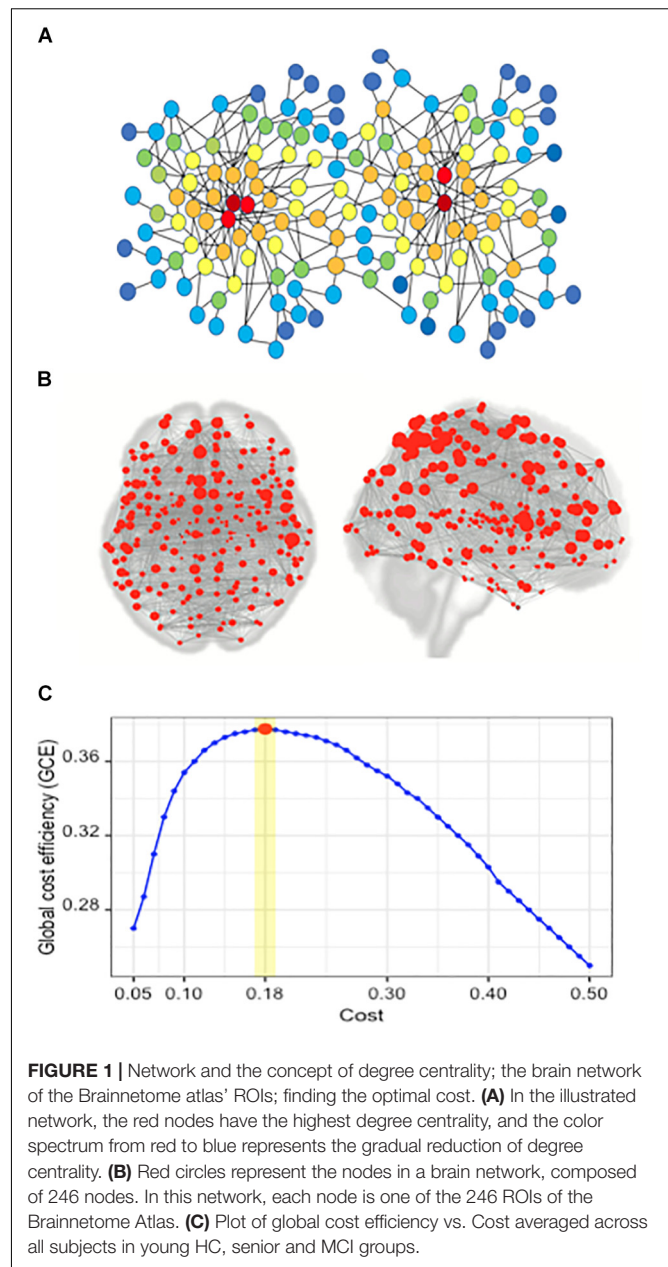 A
B
C
Global cost efficiency (GCE)
0.36
0.32
0.28
0.05 0.10 0.18 0.30 0.40 0.50
Cost
FIGURE 1 | Network and the concept of degree centrality; the brain network
of the Brainnetome atlas' ROIs; finding the optimal cost. (A) In the illustrated
network, the red nodes have the highest degree centrality, and the color
spectrum from red to blue represents the gradual reduction of degree
centrality. (B) Red circles represent the nodes in a brain network, composed
of 246 nodes. In this network, each node is one of the 246 ROIs of the
Brainnetome Atlas. (C) Plot of global cost efficiency vs. Cost averaged across
all subjects in young HC, senior and MCI groups.